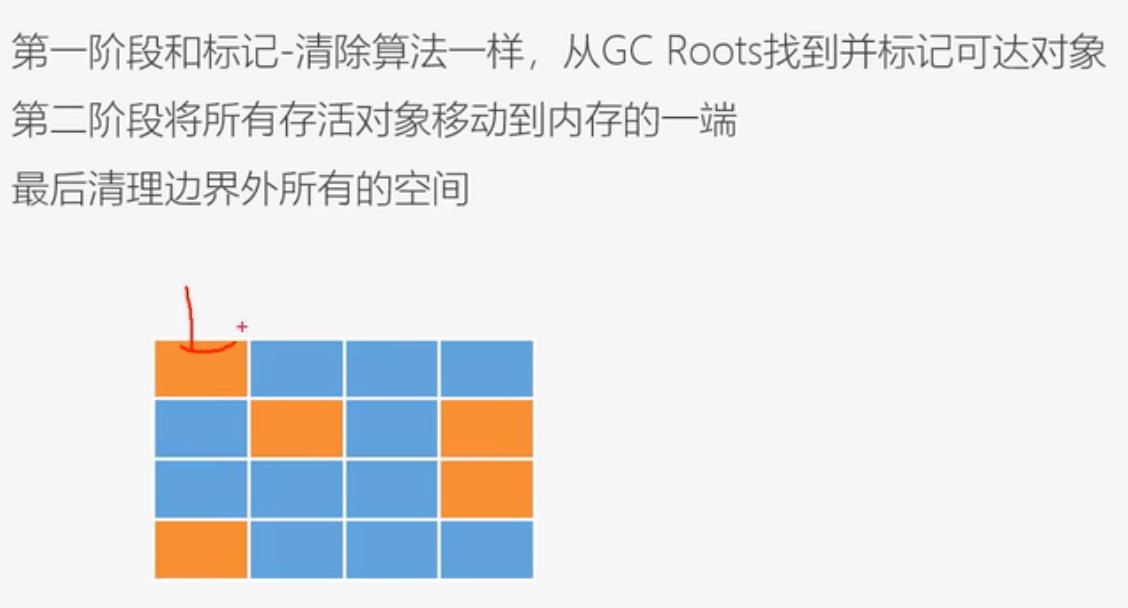 第一阶段和标记-清除算法一样，从GC Roots找到并标记可达对象
第二阶段将所有存活对象移动到内存的一端
最后清理边界外所有的空间